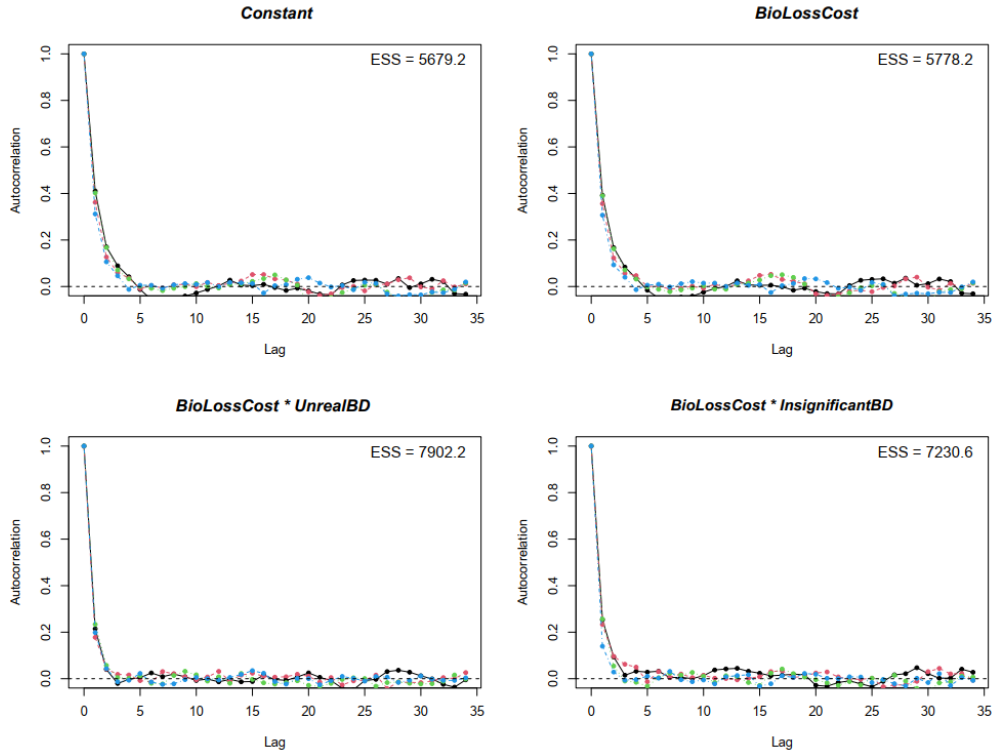 Constant
ESS = 5679.2
1.0
0.8
0.6
0.4
0.2
0.0
Autocorrelation
0 5 10 15 20 25 30 35
Lag
BioLossCost
ESS = 5778.2
1.0
0.8
0.6
0.4
0.2
0.0
Autocorrelation
0 5 10 15 20 25 30 35
Lag
BioLossCost * UnrealBD
ESS = 7902.2
1.0
0.8
0.6
0.4
0.2
0.0
Autocorrelation
0 5 10 15 20 25 30 35
Lag
BioLossCost * InsignificantBD
ESS = 7230.6
1.0
0.8
0.6
0.4
0.2
0.0
Autocorrelation
0 5 10 15 20 25 30 35
Lag